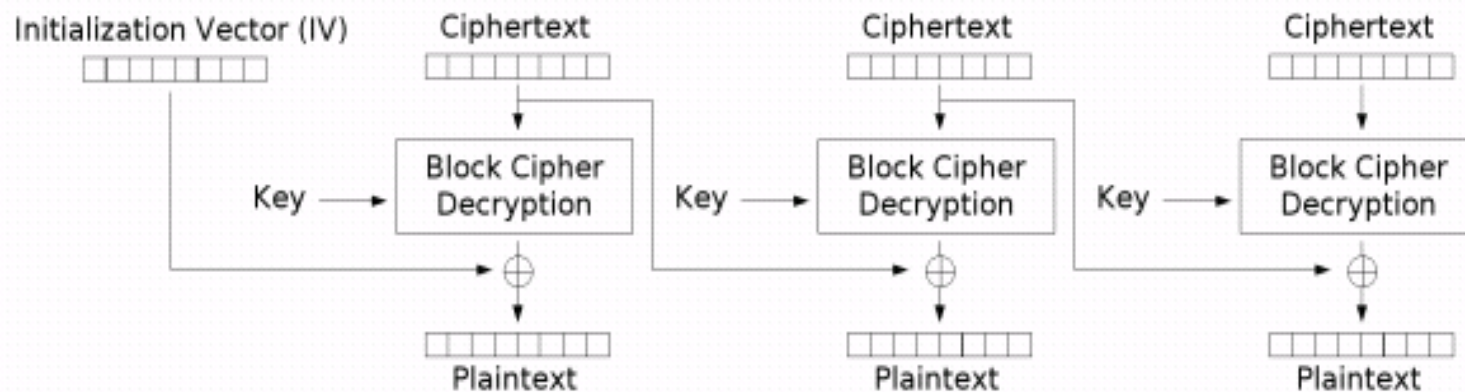 Initialization Vector (IV)
Ciphertext
Ciphertext
Ciphertext
Key
Block Cipher
Decryption
Key
Block Cipher
Decryption
Key
Block Cipher
Decryption
Plaintext
Plaintext
Plaintext